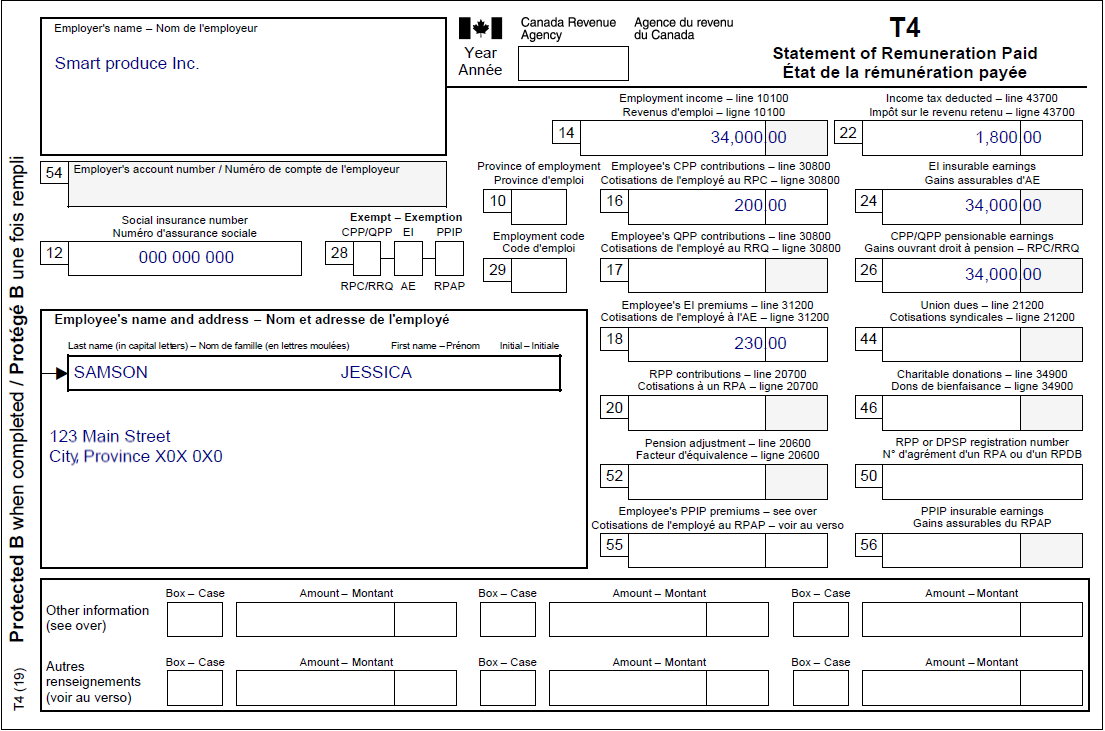 Employer's name – Nom de l'employeur
Smart produce Inc.
Canada Revenue Agency
Agence du revenu du Canada
T4
Year
Année
Statement of Remuneration Paid
État de la rémunération payée
Employment income – line 10100
Revenus d'emploi – ligne 10100
14 34,000 00
Income tax deducted – line 43700
Impôt sur le revenu retenu – ligne 43700
22 1,800 00
54 Employer's account number / Numéro de compte de l'employeur
Province of employment
Province d'emploi
10
Employee's CPP contributions – line 30800
Cotisations de l'employé au RPC – ligne 30800
16 200 00
EI insurable earnings
Gains assurables d'AE
24 34,000 00
Social insurance number
Numéro d'assurance sociale
12 000 000 000
Exempt – Exemption
CPP/QPP EI PPIP
28
RPC/RRQ AE RPAP
Employment code
Code d'emploi
29
Employee's QPP contributions – line 30800
Cotisations de l'employé au RRQ – ligne 30800
17
CPP/QPP pensionable earnings
Gains ouvrant droit à pension – RPC/RRQ
26 34,000 00
Employee's name and address – Nom et adresse de l'employé
Last name (in capital letters) – Nom de famille (en lettres moulées) First name – Prénom Initial – Initiale
SAMSON JESSICA
123 Main Street
City, Province X0X 0X0
Employee's EI premiums – line 31200
Cotisations de l'employé à l'AE – ligne 31200
18 230 00
Union dues – line 21200
Cotisations syndicales – ligne 21200
44
RPP contributions – line 20700
Cotisations à un RPA – ligne 20700
20
Charitable donations – line 34900
Dons de bienfaisance – ligne 34900
46
Pension adjustment – line 20600
Facteur d'équivalence – ligne 20600
52
RPP or DPSP registration number
N° d'agrément d'un RPA ou d'un RPDB
50
Employee's PPIP premiums – see over
Cotisations de l'employé au RPAP – voir au verso
55
PPIP insurable earnings
Gains assurables du RPAP
56
Box – Case Amount – Montant Box – Case Amount – Montant Box – Case Amount – Montant
Other information
(see over)
Box – Case Amount – Montant Box – Case Amount – Montant Box – Case Amount – Montant
Autres
renseignements
(voir au verso)
Protected B when completed / Protégé B une fois rempli
T4 (19)